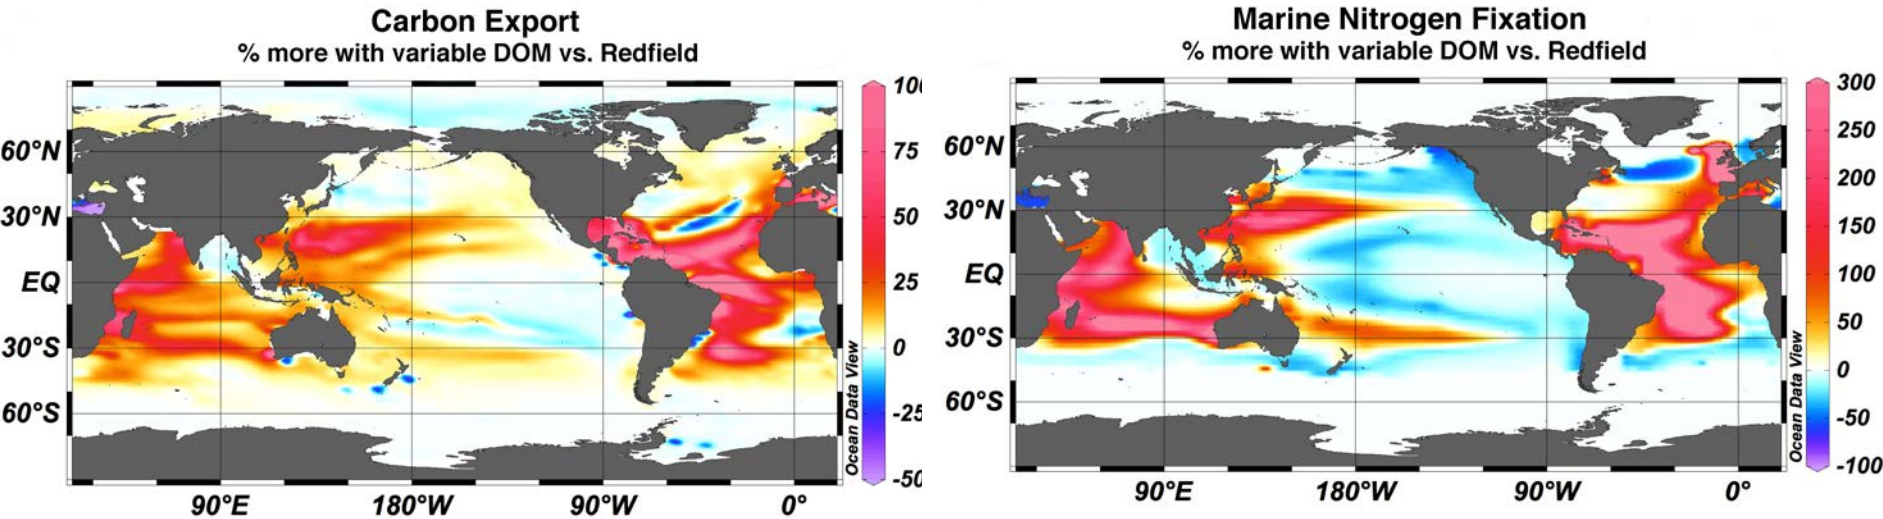 Carbon Export
% more with variable DOM vs. Redfield
60°N
30°N
EQ
30°S
60°S
90°E
180°W
90°W
0°
10
75
50
25
0
-25
-50
Ocean Data View
Marine Nitrogen Fixation
% more with variable DOM vs. Redfield
60°N
30°N
EQ
30°S
60°S
90°E
180°W
90°W
0°
300
250
200
150
100
50
0
-50
-100
Ocean Data View